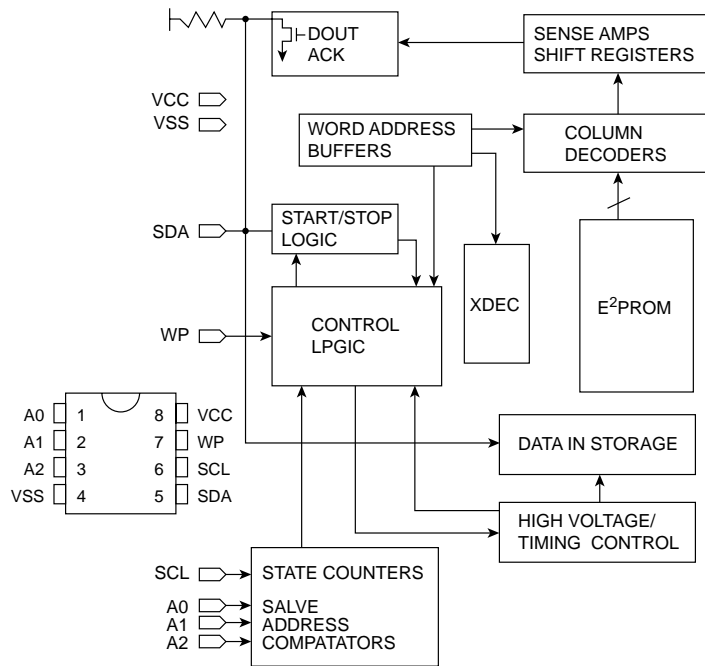 DOUT
ACK
SENSE AMPS
SHIFT REGISTERS
VCC
VSS
WORD ADDRESS
BUFFERS
COLUMN
DECODERS
SDA
START/STOP
LOGIC
XDEC
E²PROM
WP
CONTROL
LPGIC
A0 1 8 VCC
A1 2 7 WP
A2 3 6 SCL
VSS 4 5 SDA
DATA IN STORAGE
HIGH VOLTAGE/
TIMING CONTROL
SCL STATE COUNTERS
A0 SALVE
A1 ADDRESS
A2 COMPATATORS